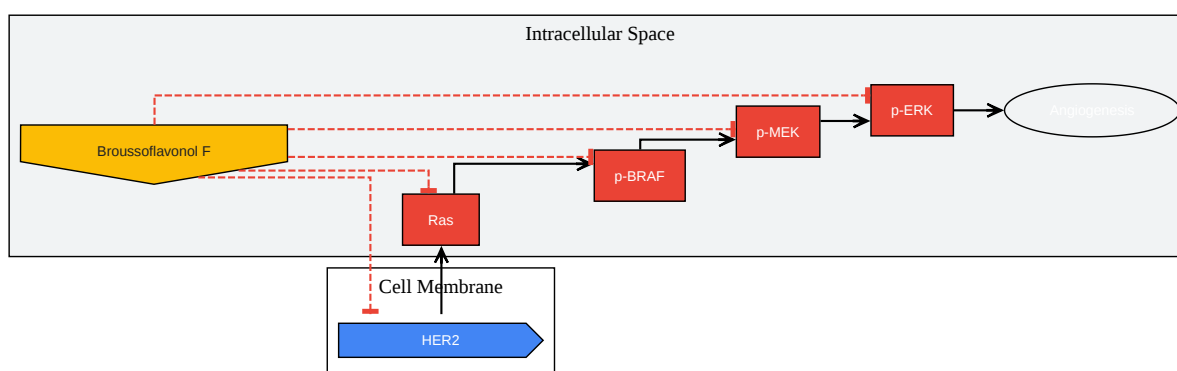 Intracellular Space
Broussoflavonol F
p-ERK
Angiogenesis
p-MEK
p-BRAF
Ras
Cell Membrane
HER2